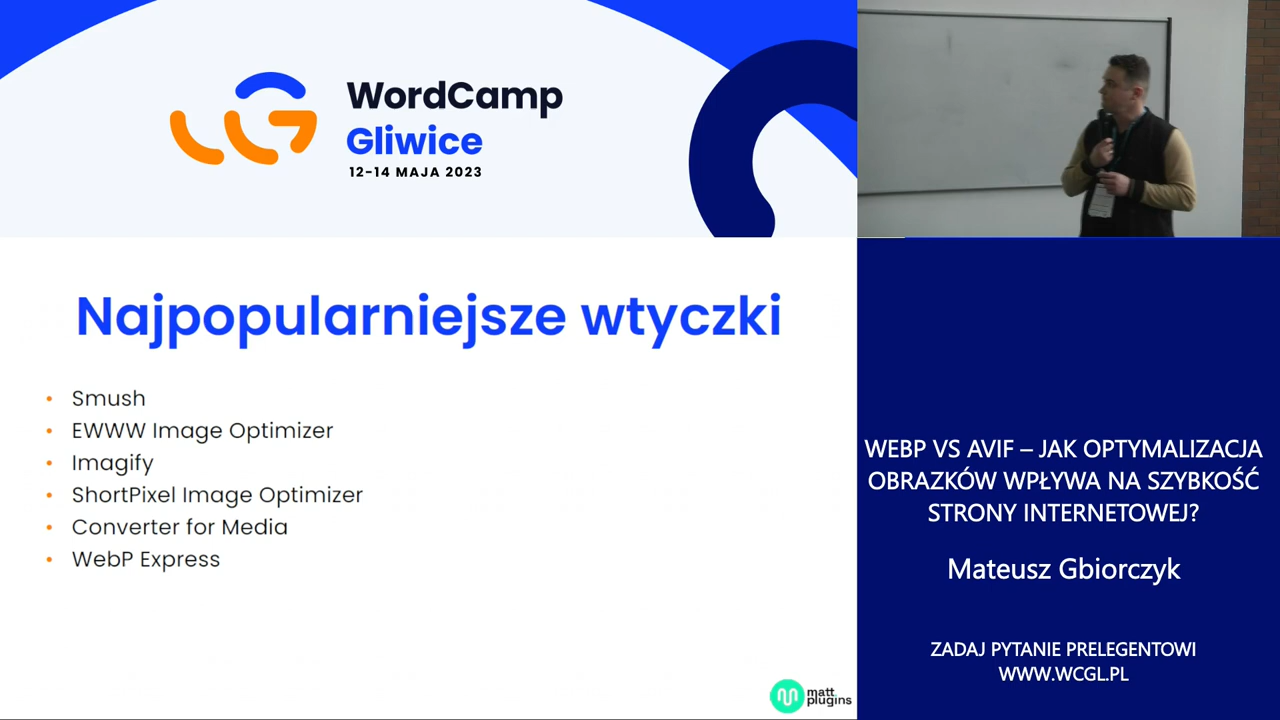 WordCamp
Gliwice
12-14 MAJA 2023
Najpopularniejsze wtyczki
• Smush
• EWWW Image Optimizer
• Imagify
• ShortPixel Image Optimizer
• Converter for Media
• WebP Express
matt
plugins
WEBP VS AVIF – JAK OPTYMALIZACJA
OBRAZKÓW WPŁYWA NA SZYBKOŚĆ
STRONY INTERNETOWEJ?
Mateusz Gbiorczyk
ZADAJ PYTANIE PRELEGENTOWI
WWW.WCGL.PL